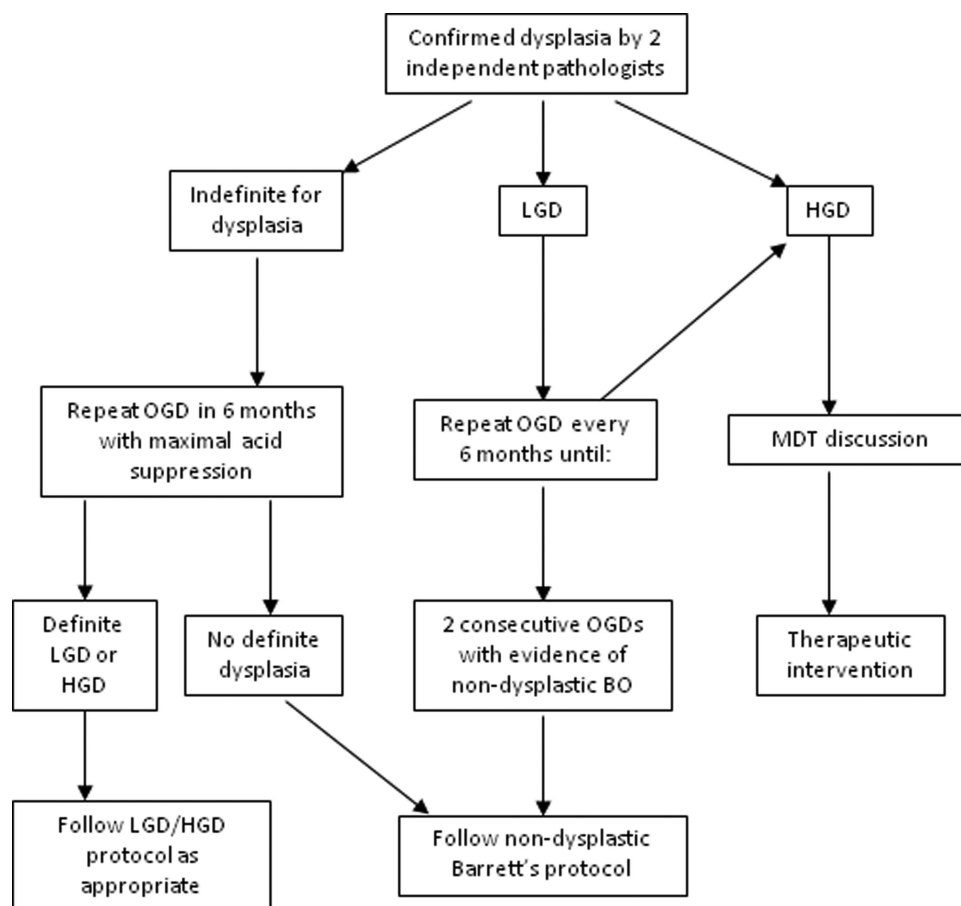 Confirmed dysplasia by 2
independent pathologists
Indefinite for
dysplasia
LGD
HGD
Repeat OGD in 6 months
with maximal acid
suppression
Repeat OGD every
6 months until:
MDT discussion
Definite
LGD or
HGD
No definite
dysplasia
2 consecutive OGDs
with evidence of
non-dysplastic BO
Therapeutic
intervention
Follow LGD/HGD
protocol as
appropriate
Follow non-dysplastic
Barrett's protocol